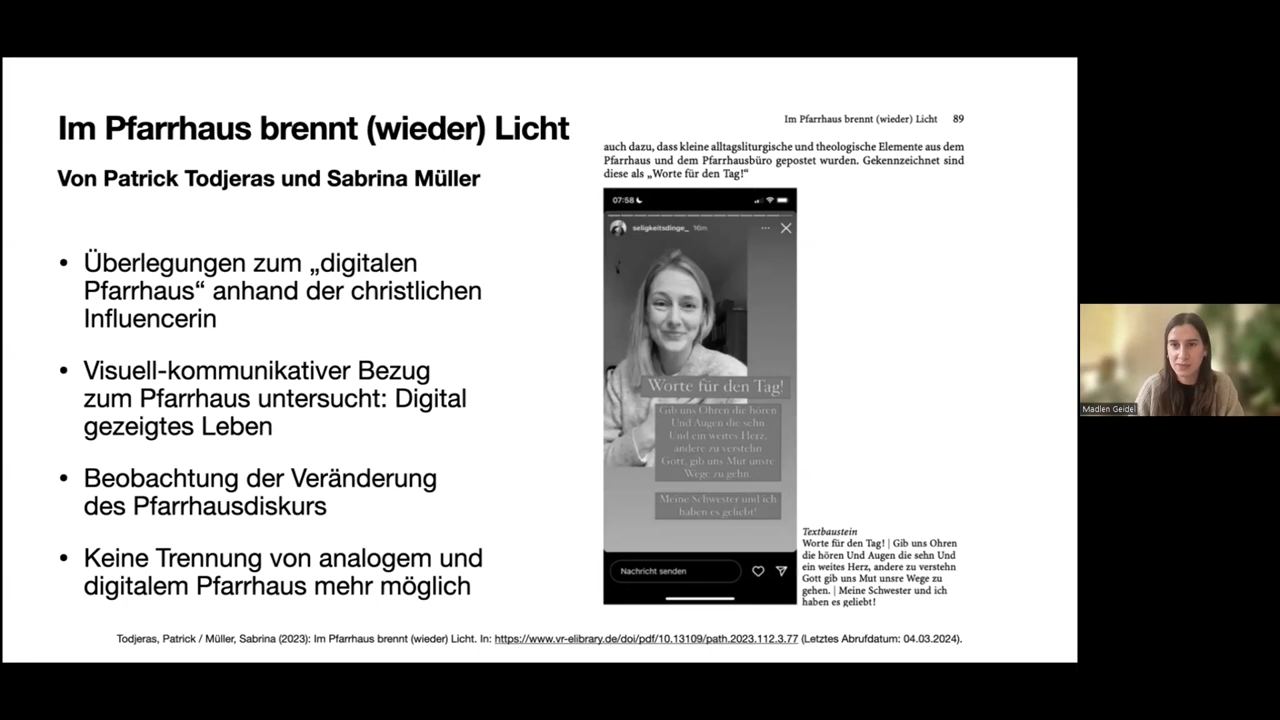 Im Pfarrhaus brennt (wieder) Licht
Von Patrick Todjeras und Sabrina Müller
• Überlegungen zum „digitalen
Pfarrhaus“ anhand der christlichen
Influencerin
• Visuell-kommunikativer Bezug
zum Pfarrhaus untersucht: Digital
gezeigtes Leben
• Beobachtung der Veränderung
des Pfarrhausdiskurs
• Keine Trennung von analogem und
digitalem Pfarrhaus mehr möglich
Im Pfarrhaus brennt (wieder) Licht 89
auch dazu, dass kleine alltagsliturgische und theologische Elemente aus dem
Pfarrhaus und dem Pfarrhausbüro gepostet wurden. Gekennzeichnet sind
diese als „Worte für den Tag!“
07:58
seligkeitsdinge_ 16m
Worte für den Tag!
Gib uns Ohren die hören
Und Augen die sehn
Und ein weites Herz,
andere zu verstehn
Gott, gib uns Mut unsre
Wege zu gehn.
Meine Schwester und ich
haben es geliebt!
Nachricht senden
Textbaustein
Worte für den Tag! | Gib uns Ohren
die hören Und Augen die sehn Und
ein weites Herz, andere zu verstehn
Gott gib uns Mut unsre Wege zu
gehen. | Meine Schwester und ich
haben es geliebt!
Todjeras, Patrick / Müller, Sabrina (2023): Im Pfarrhaus brennt (wieder) Licht. In: https://www.vr-elibrary.de/doi/pdf/10.13109/path.2023.112.3.77 (Letztes Abrufdatum: 04.03.2024).
Madlen Geidel